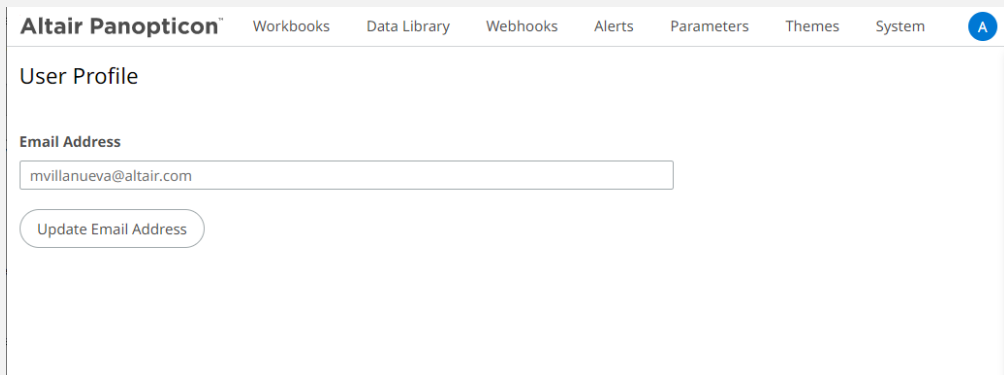 Altair Panopticon™ Workbooks Data Library Webhooks Alerts Parameters Themes System A
User Profile
Email Address
mvillanueva@altair.com
Update Email Address